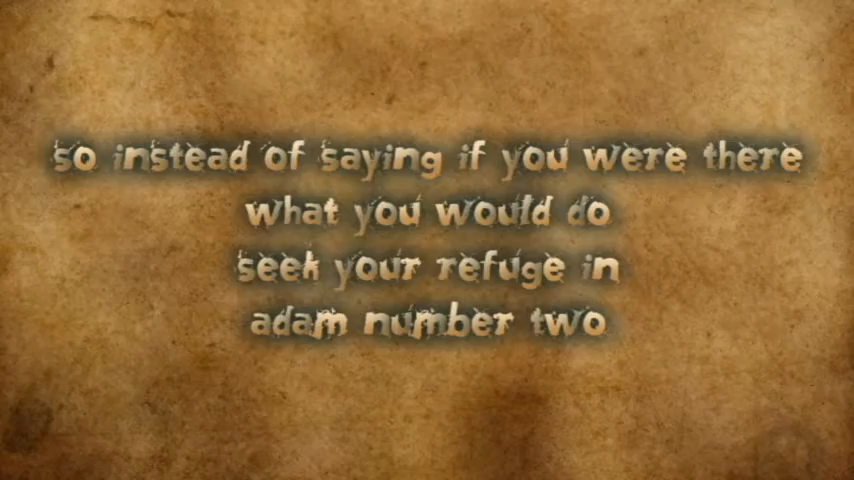 so instead of saying if you were there
what you would do
seek your refuge in
adam number two